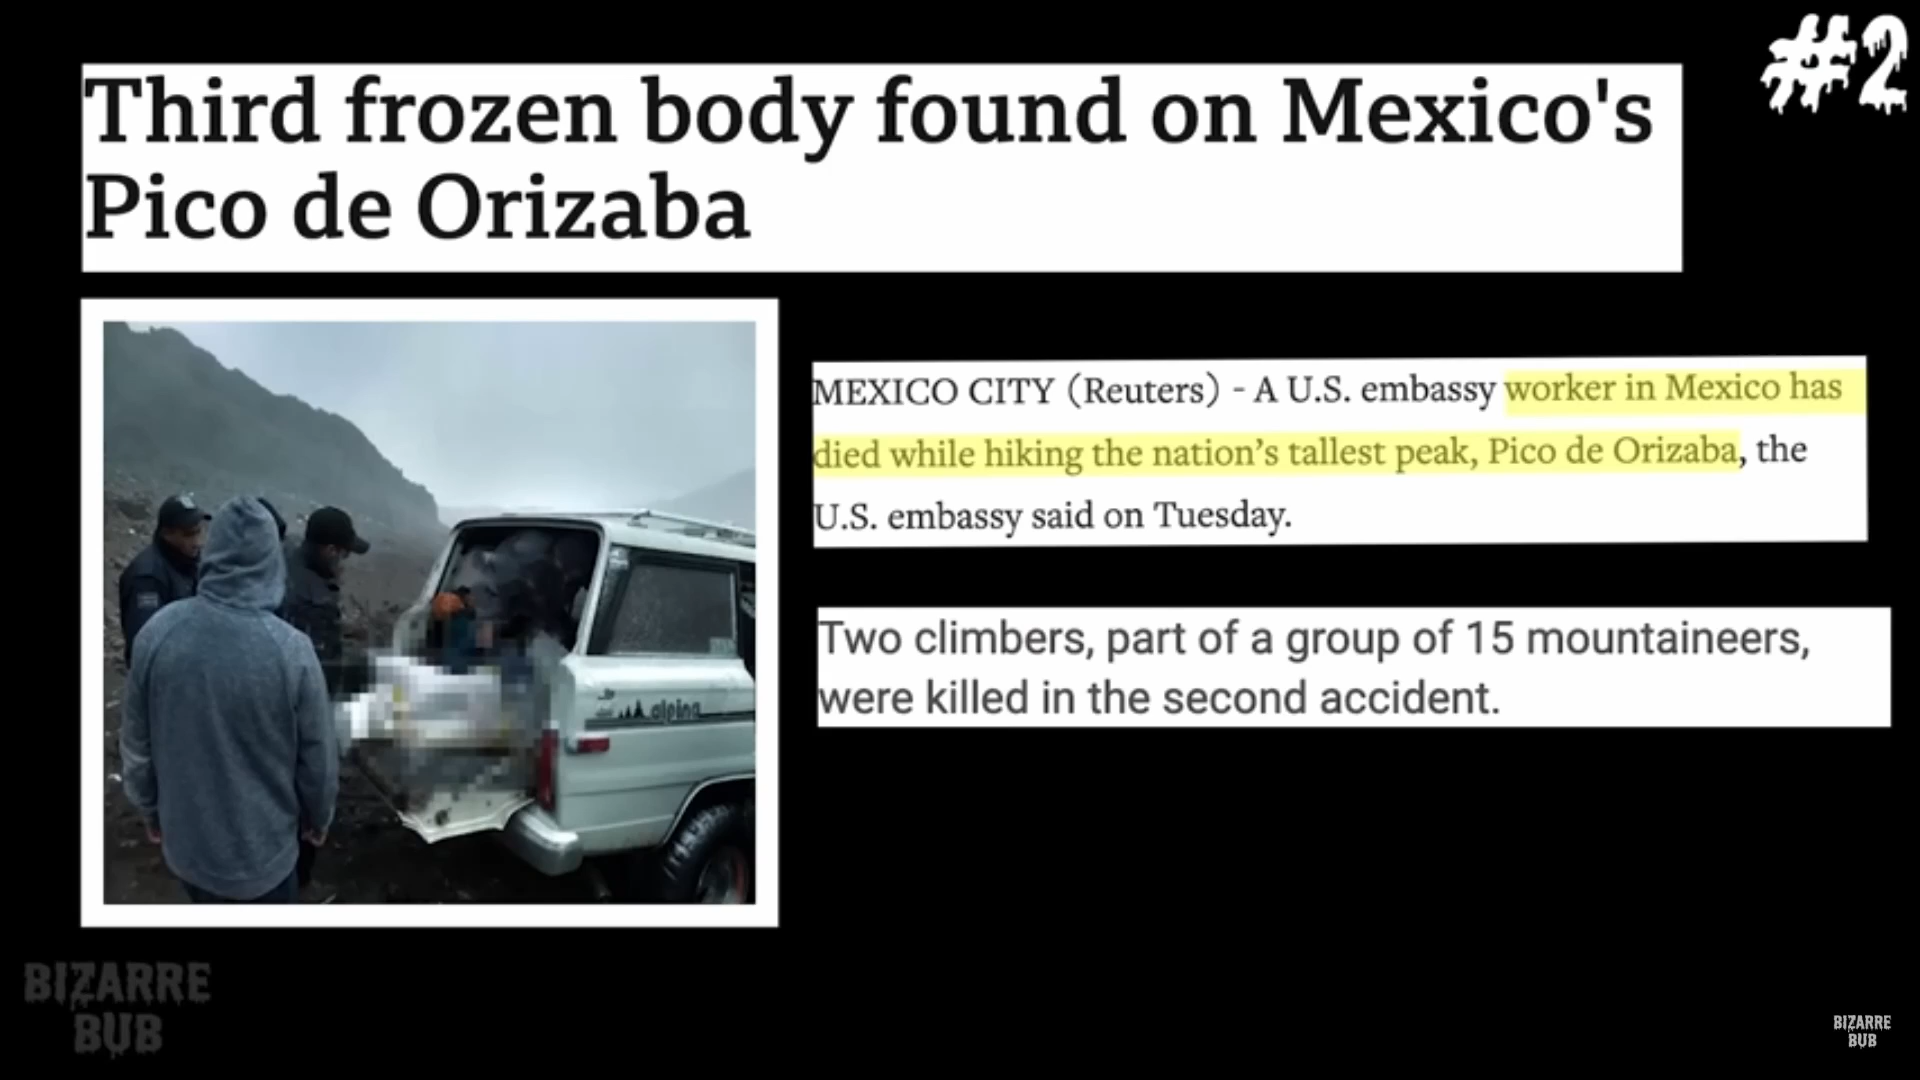 #2
Third frozen body found on Mexico's
Pico de Orizaba
MEXICO CITY (Reuters) - A U.S. embassy worker in Mexico has
died while hiking the nation’s tallest peak, Pico de Orizaba, the
U.S. embassy said on Tuesday.
Two climbers, part of a group of 15 mountaineers,
were killed in the second accident.
alpina
BIZARRE
BUB
BIZARRE
BUB